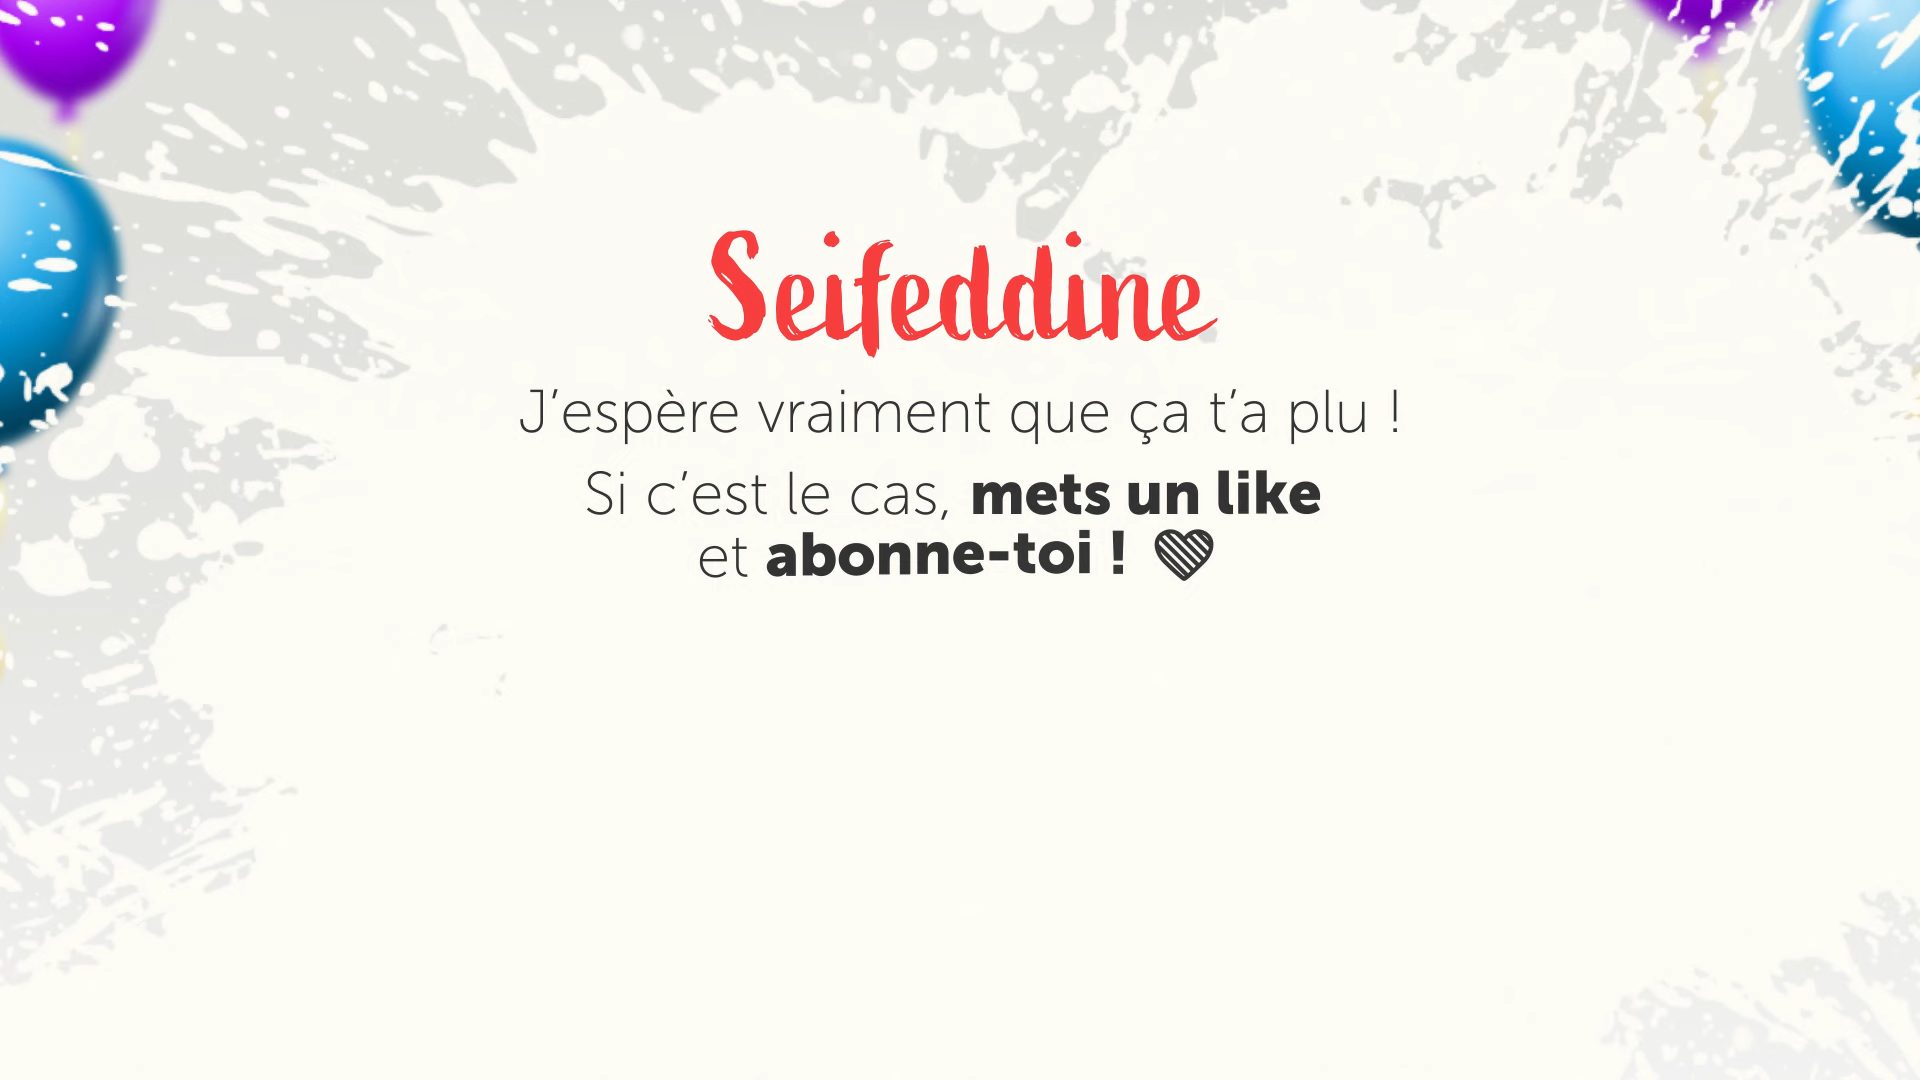 Seifeddine
J’espère vraiment que ça t’a plu !
Si c’est le cas, mets un like
et abonne-toi !